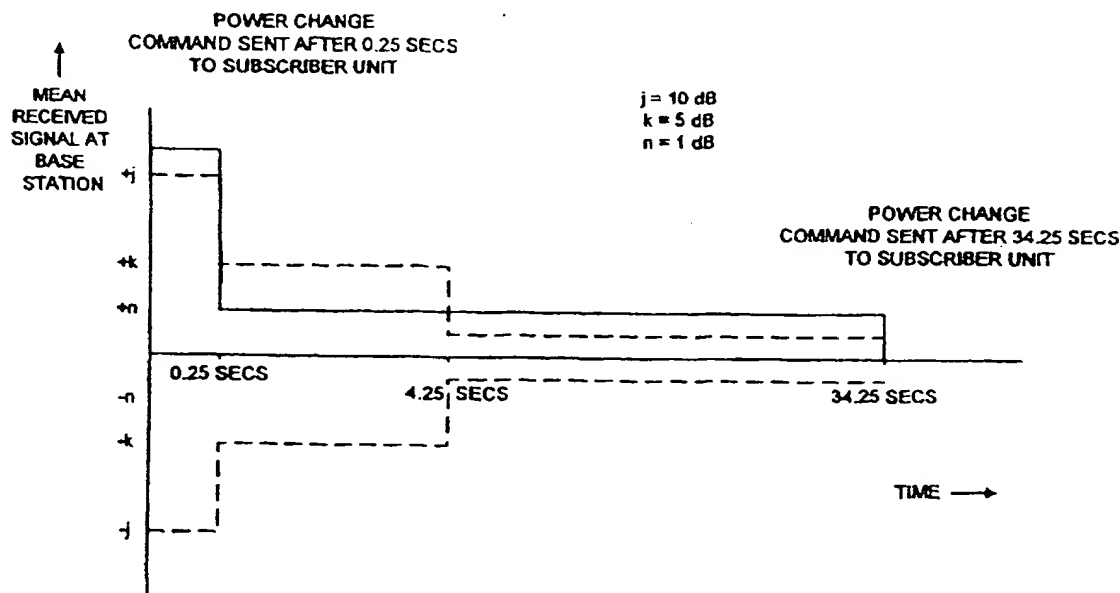 POWER CHANGE
COMMAND SENT AFTER 0.25 SECS
TO SUBSCRIBER UNIT
MEAN
RECEIVED
SIGNAL AT
BASE
STATION
j = 10 dB
k = 5 dB
n = 1 dB
+j
POWER CHANGE
COMMAND SENT AFTER 34.25 SECS
TO SUBSCRIBER UNIT
+k
+n
0.25 SECS
4.25 SECS
34.25 SECS
-n
-k
TIME
-j